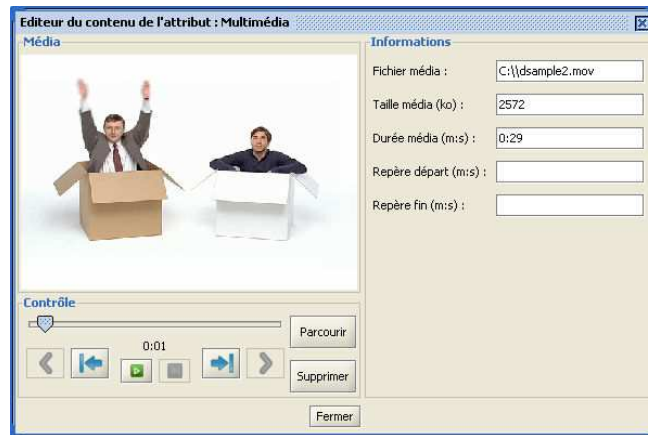 Editeur du contenu de l'attribut : Multimédia
Média
Informations
Fichier média :
C:\\dsample2.mov
Taille média (ko) :
2572
Durée média (m:s) :
0:29
Repère départ (m:s) :
Repère fin (m:s) :
Contrôle
0:01
Parcourir
Supprimer
Fermer